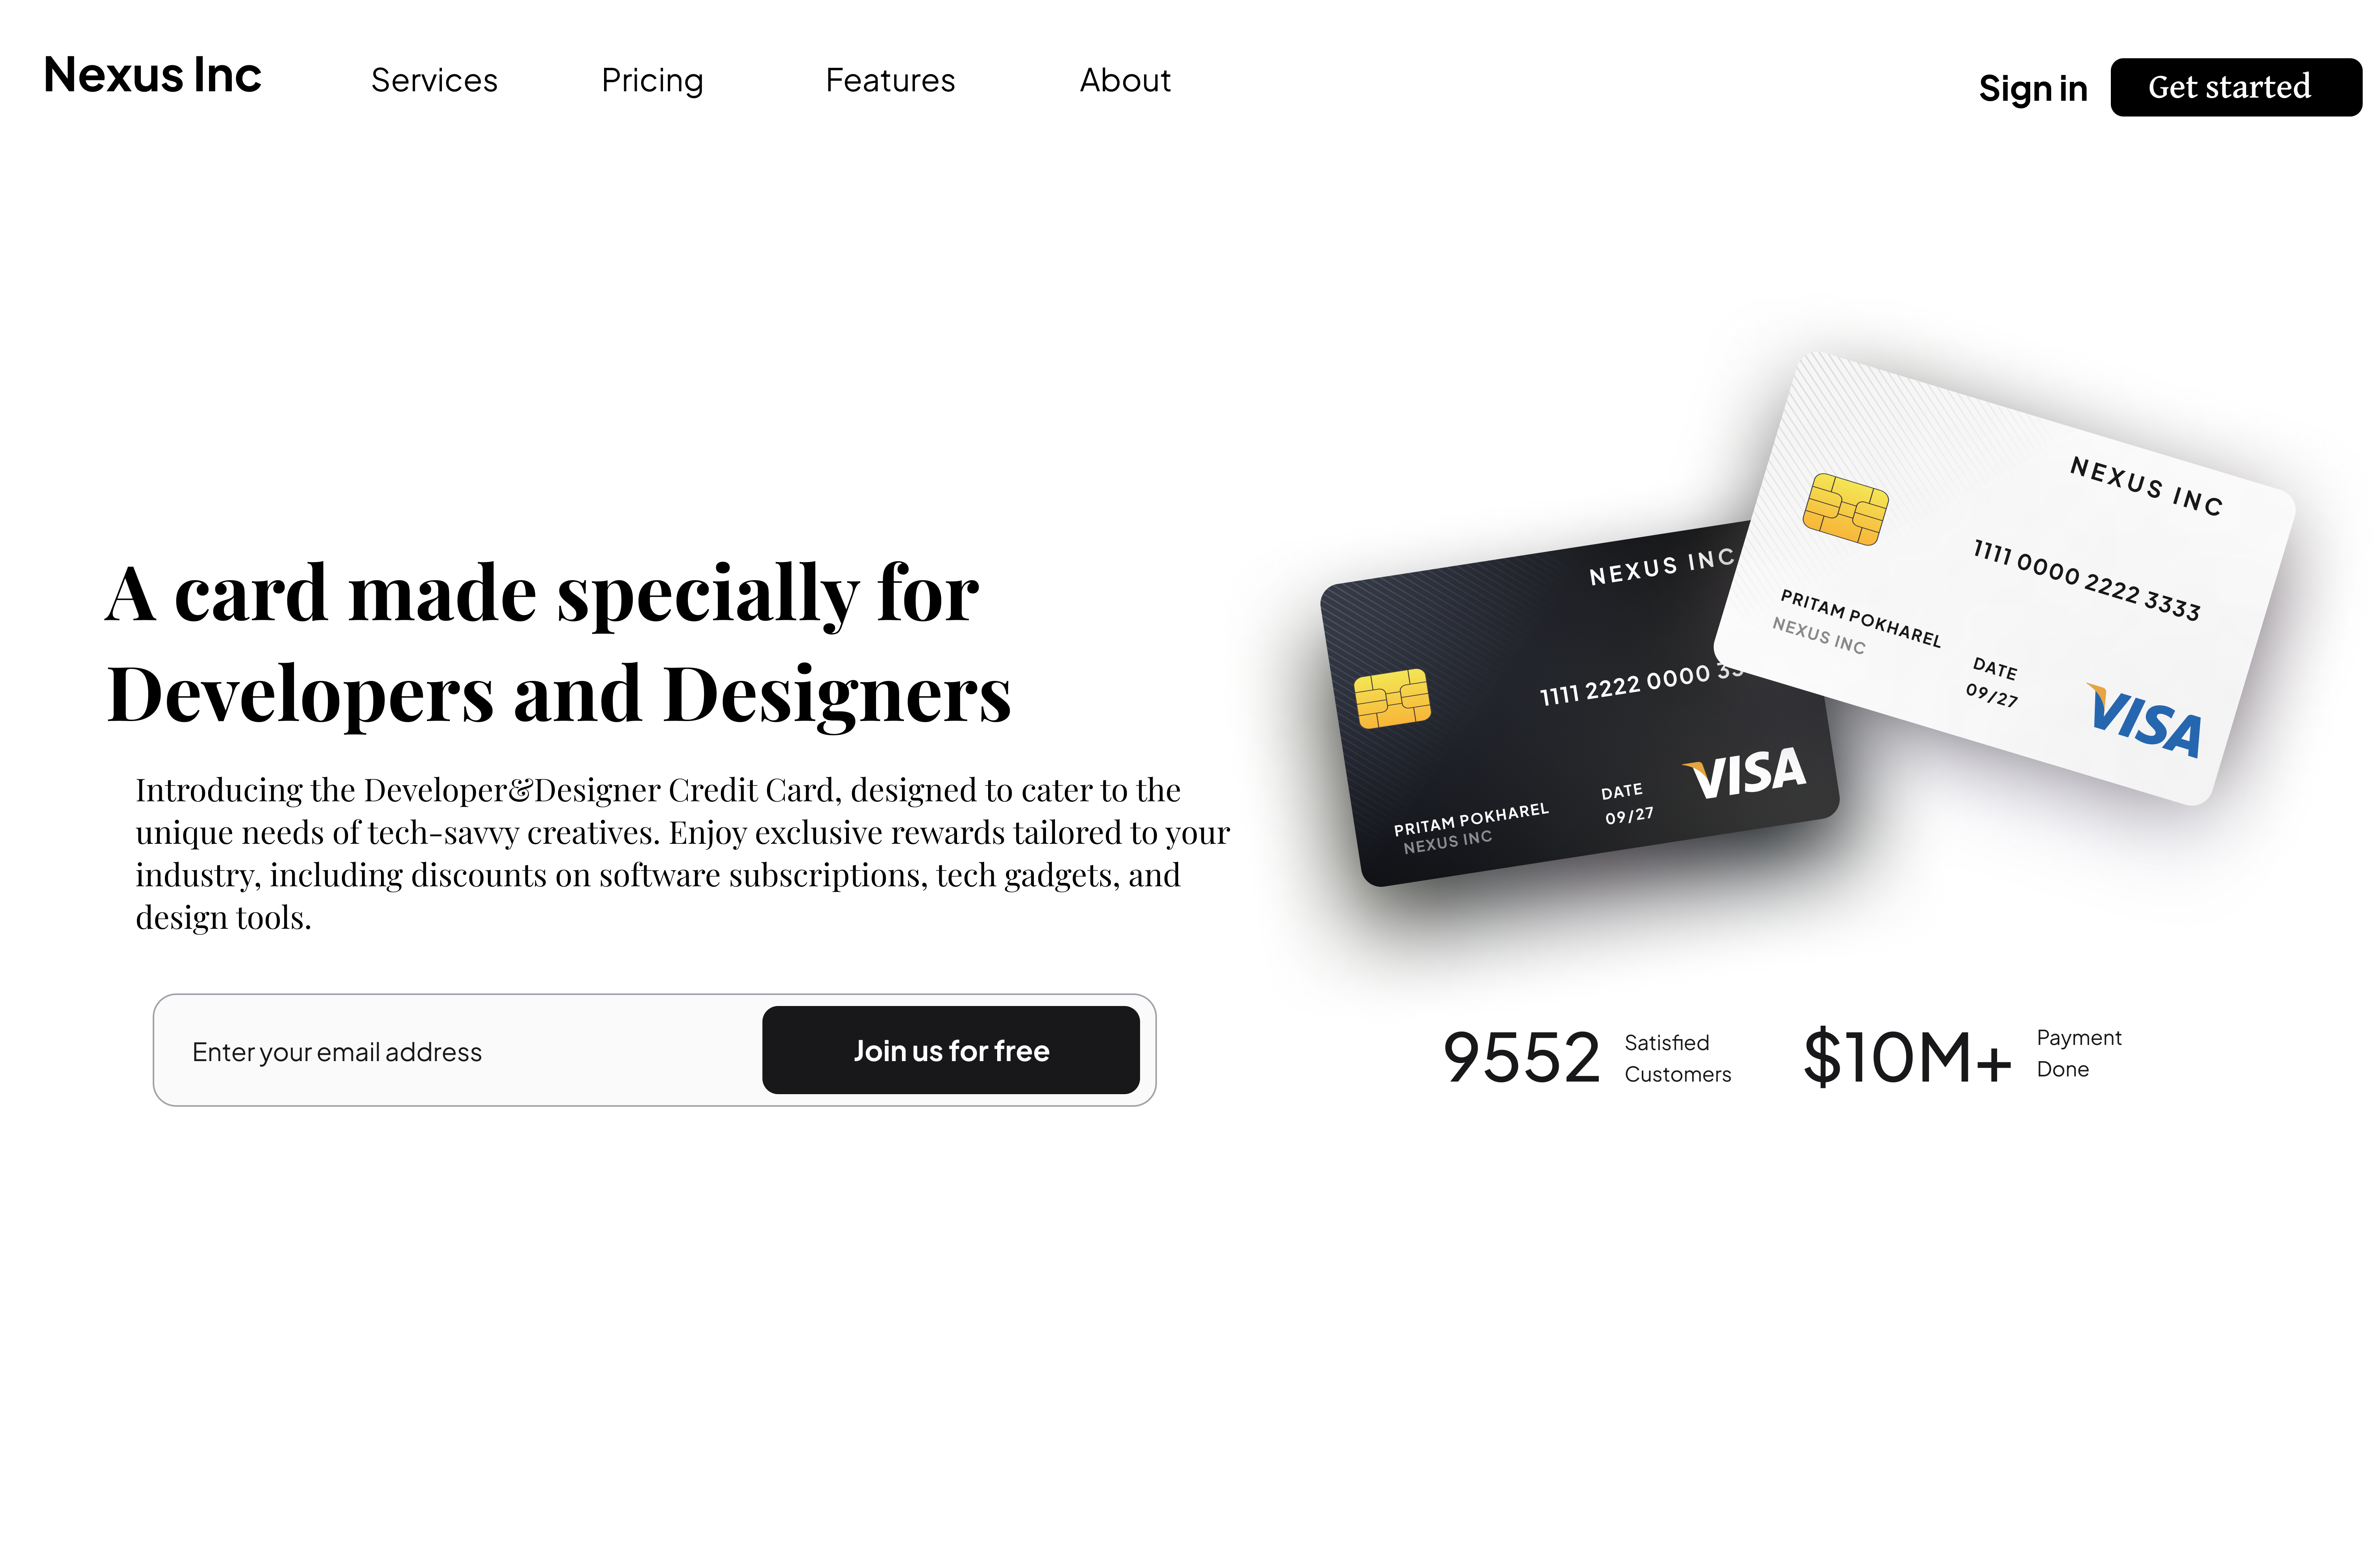 Nexus Inc
Services
Pricing
Features
About
Sign in
Get started
A card made specially for
Developers and Designers
Introducing the Developer&Designer Credit Card, designed to cater to the
unique needs of tech-savvy creatives. Enjoy exclusive rewards tailored to your
industry, including discounts on software subscriptions, tech gadgets, and
design tools.
Enter your email address
Join us for free
NEXUS INC
1111 2222 0000
PRITAM POKHAREL
NEXUS INC
DATE
09/27
VISA
NEXUS INC
1111 0000 2222 3333
PRITAM POKHAREL
NEXUS INC
DATE
09/27
VISA
9552
Satisfied
Customers
$10M+
Payment
Done